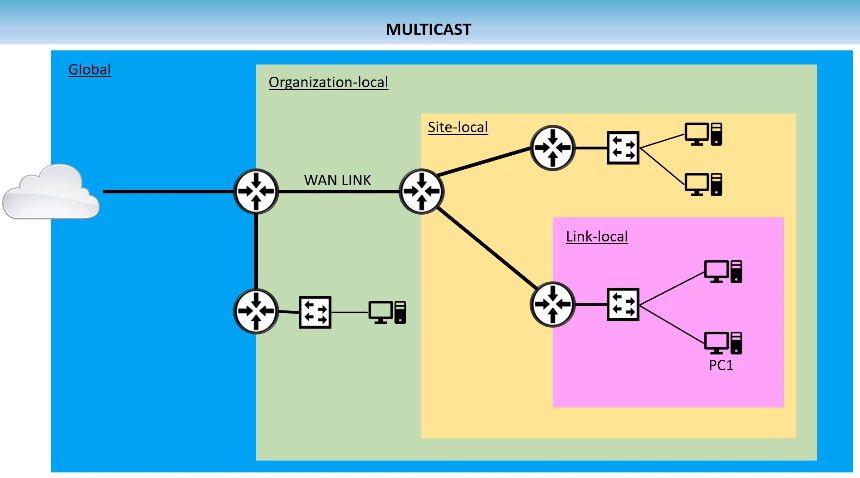 MULTICAST
Global
Organization-local
Site-local
WAN LINK
Link-local
PC1